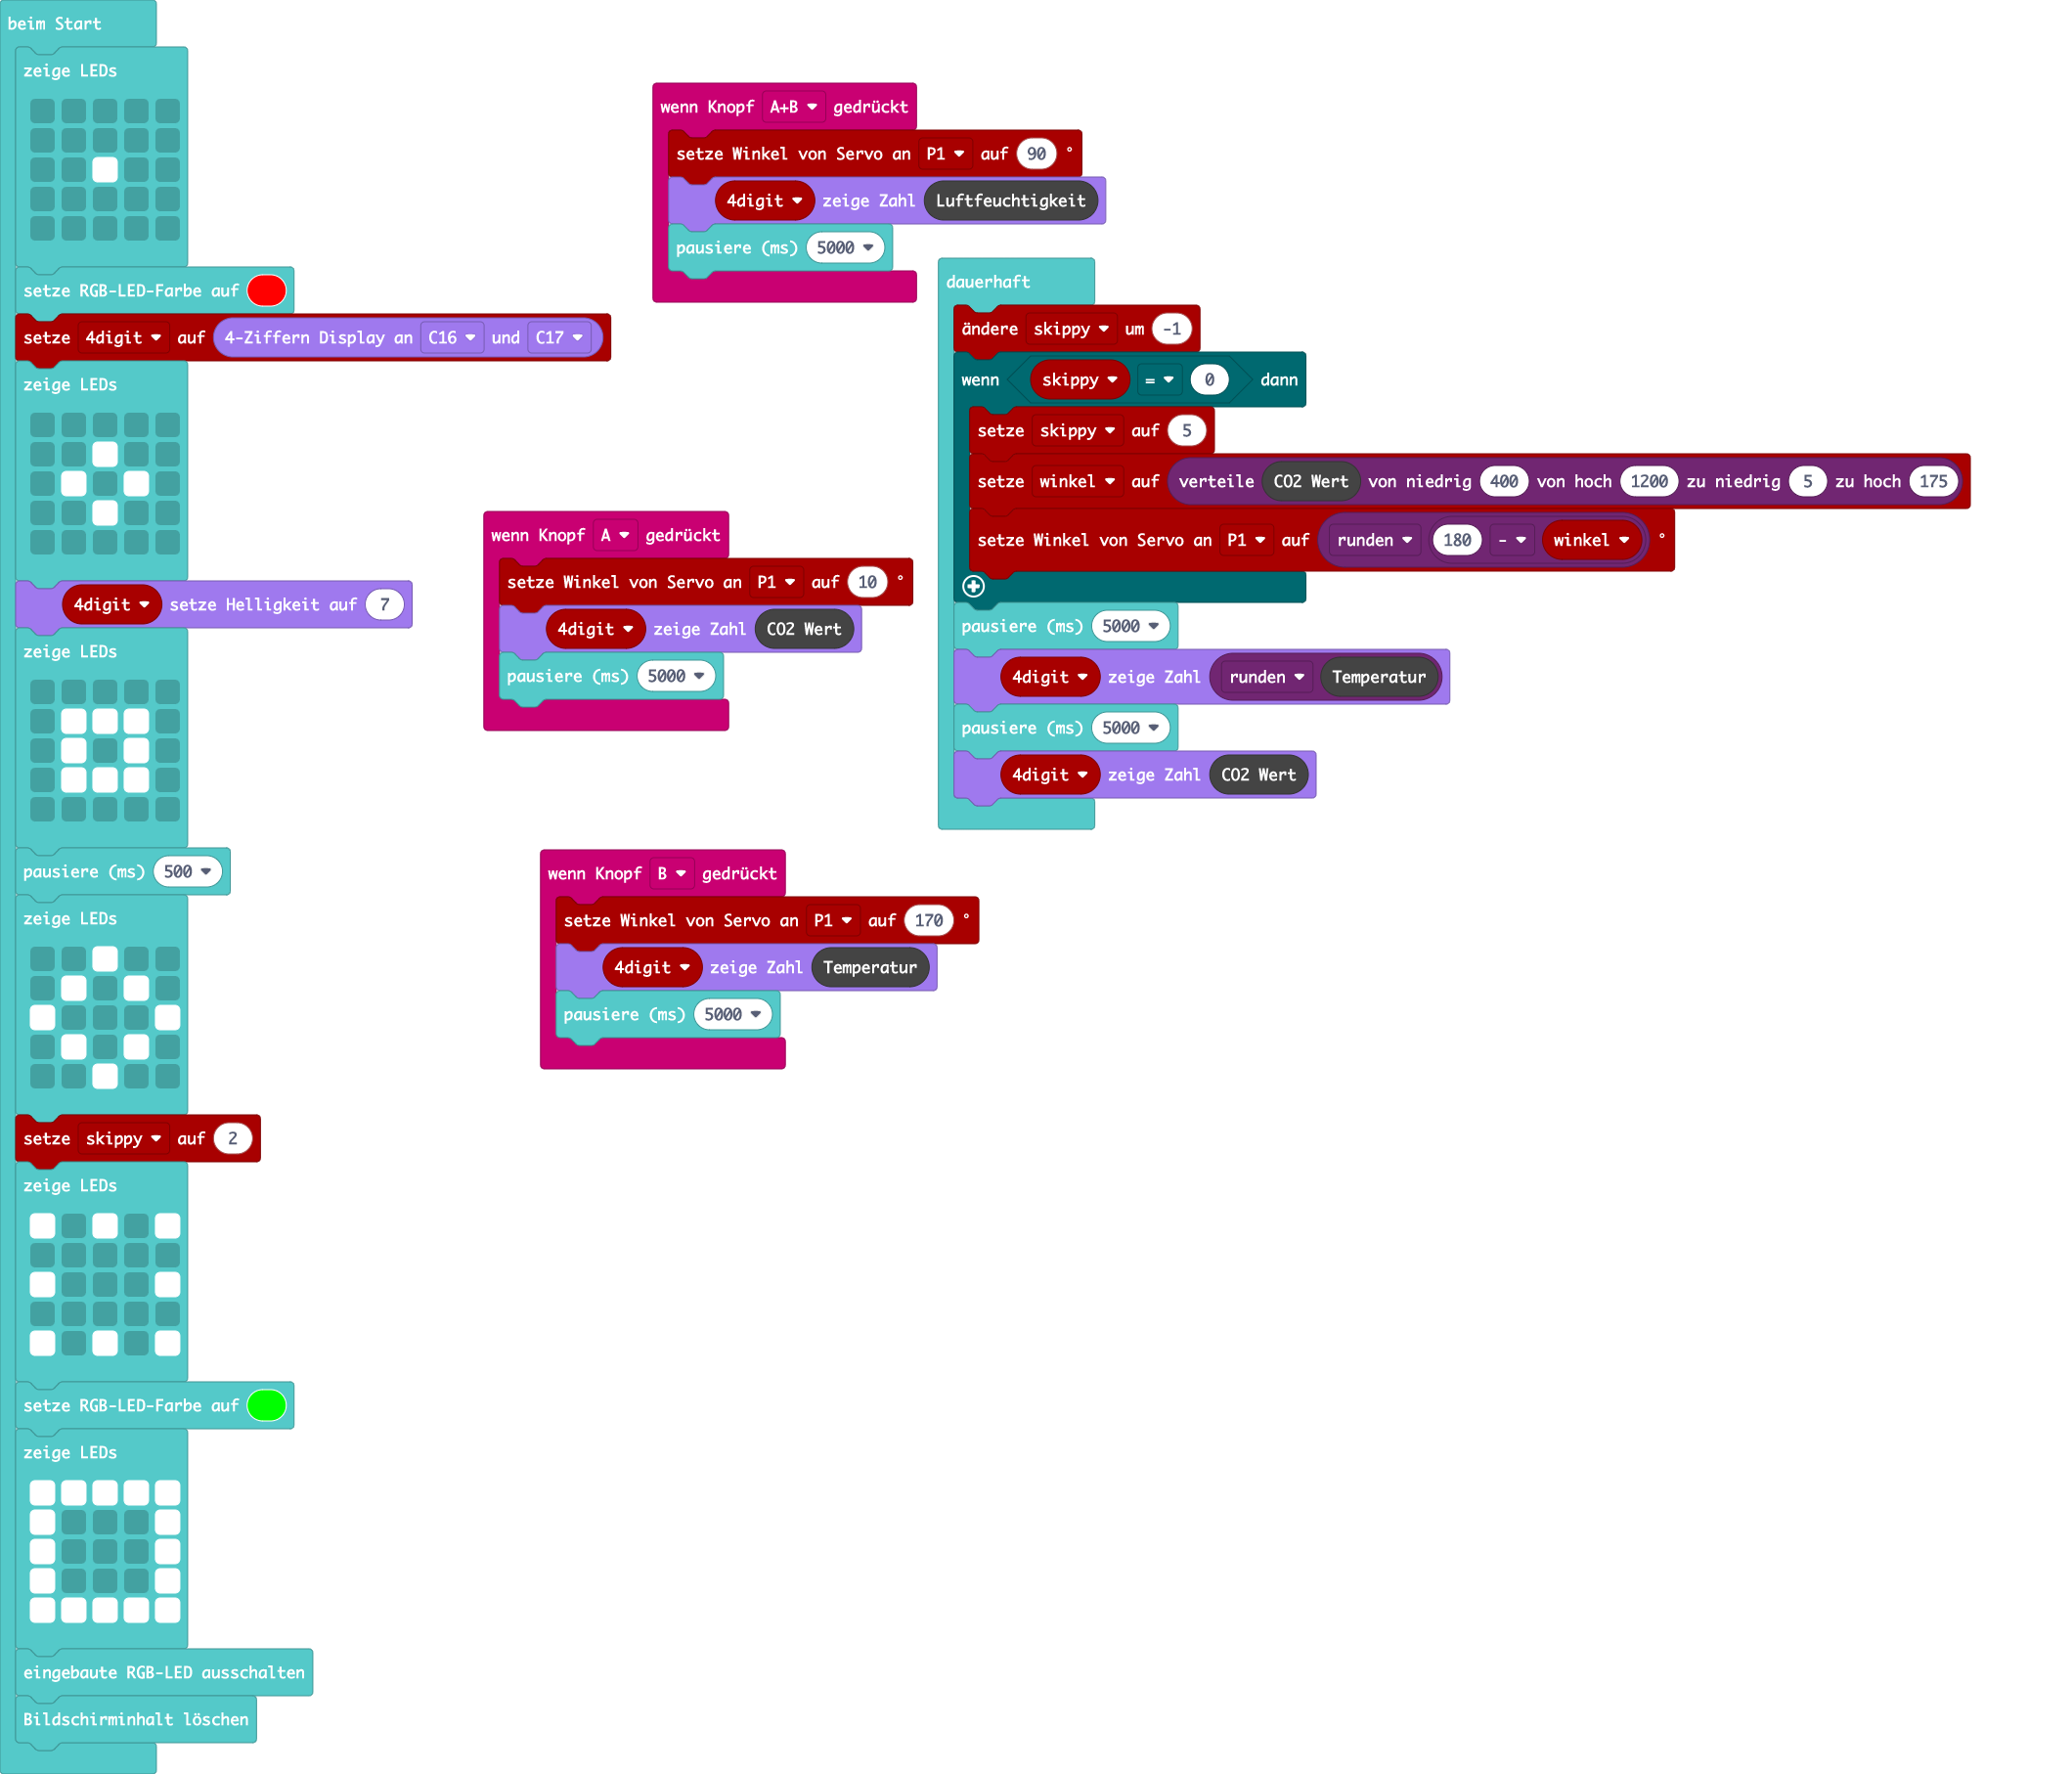 beim Start
zeige LEDs
setze RGB-LED-Farbe auf
setze 4digit auf 4-Ziffern Display an C16 und C17
zeige LEDs
4digit setze Helligkeit auf 7
zeige LEDs
pausiere (ms) 500
zeige LEDs
setze skippy auf 2
zeige LEDs
setze RGB-LED-Farbe auf
zeige LEDs
eingebaute RGB-LED ausschalten
Bildschirminhalt löschen
wenn Knopf A+B gedrückt
setze Winkel von Servo an P1 auf 90 °
4digit zeige Zahl Luftfeuchtigkeit
pausiere (ms) 5000
wenn Knopf A gedrückt
setze Winkel von Servo an P1 auf 10 °
4digit zeige Zahl CO2 Wert
pausiere (ms) 5000
wenn Knopf B gedrückt
setze Winkel von Servo an P1 auf 170 °
4digit zeige Zahl Temperatur
pausiere (ms) 5000
dauerhaft
ändere skippy um -1
wenn skippy = 0 dann
setze skippy auf 5
setze winkel auf verteile CO2 Wert von niedrig 400 von hoch 1200 zu niedrig 5 zu hoch 175
setze Winkel von Servo an P1 auf runden 180 - winkel °
pausiere (ms) 5000
4digit zeige Zahl runden Temperatur
pausiere (ms) 5000
4digit zeige Zahl CO2 Wert